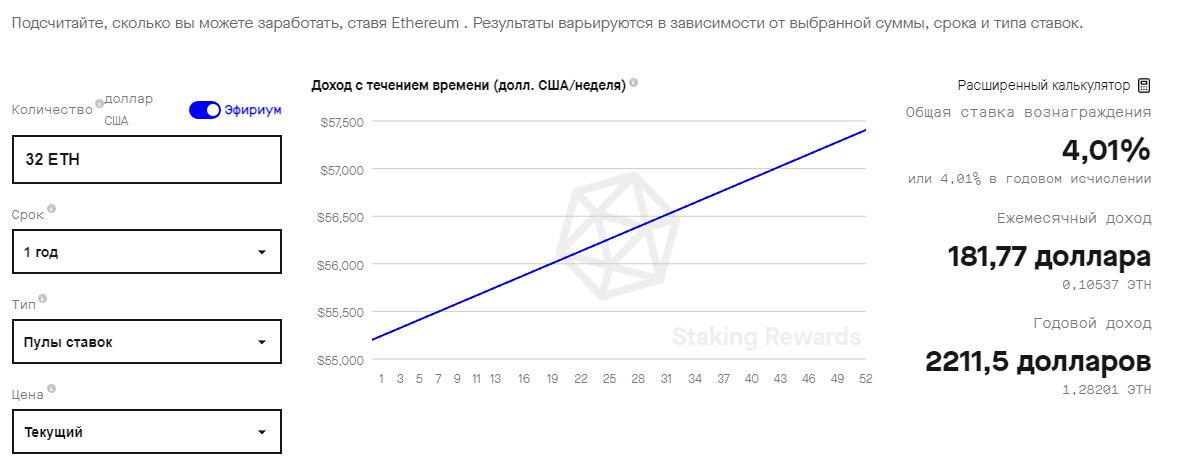 Подсчитайте, сколько вы можете заработать, ставя Ethereum . Результаты варьируются в зависимости от выбранной суммы, срока и типа ставок.
Количество доллар США Эфириум
32 ETH
Срок
1 год
Тип
Пулы ставок
Цена
Текущий
Доход с течением времени (долл. США/неделя)
$57,500
$57,000
$56,500
$56,000
$55,500
$55,000
1 3 5 7 9 11 13 16 19 22 25 28 31 34 37 40 43 46 49 52
Staking Rewards
Расширенный калькулятор
Общая ставка вознаграждения
4,01%
или 4,01% в годовом исчислении
Ежемесячный доход
181,77 доллара
0,10537 ЭТН
Годовой доход
2211,5 долларов
1,28201 ЭТН